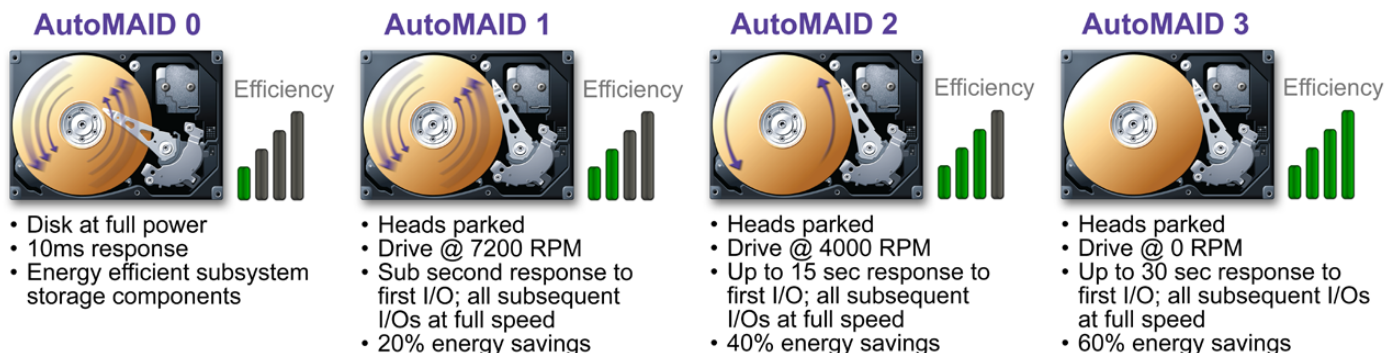 AutoMAID 0
Efficiency
• Disk at full power
• 10ms response
• Energy efficient subsystem
storage components
AutoMAID 1
Efficiency
• Heads parked
• Drive @ 7200 RPM
• Sub second response to
first I/O; all subsequent
I/Os at full speed
• 20% energy savings
AutoMAID 2
Efficiency
• Heads parked
• Drive @ 4000 RPM
• Up to 15 sec response to
first I/O; all subsequent
I/Os at full speed
• 40% energy savings
AutoMAID 3
Efficiency
• Heads parked
• Drive @ 0 RPM
• Up to 30 sec response to
first I/O; all subsequent I/Os
at full speed
• 60% energy savings